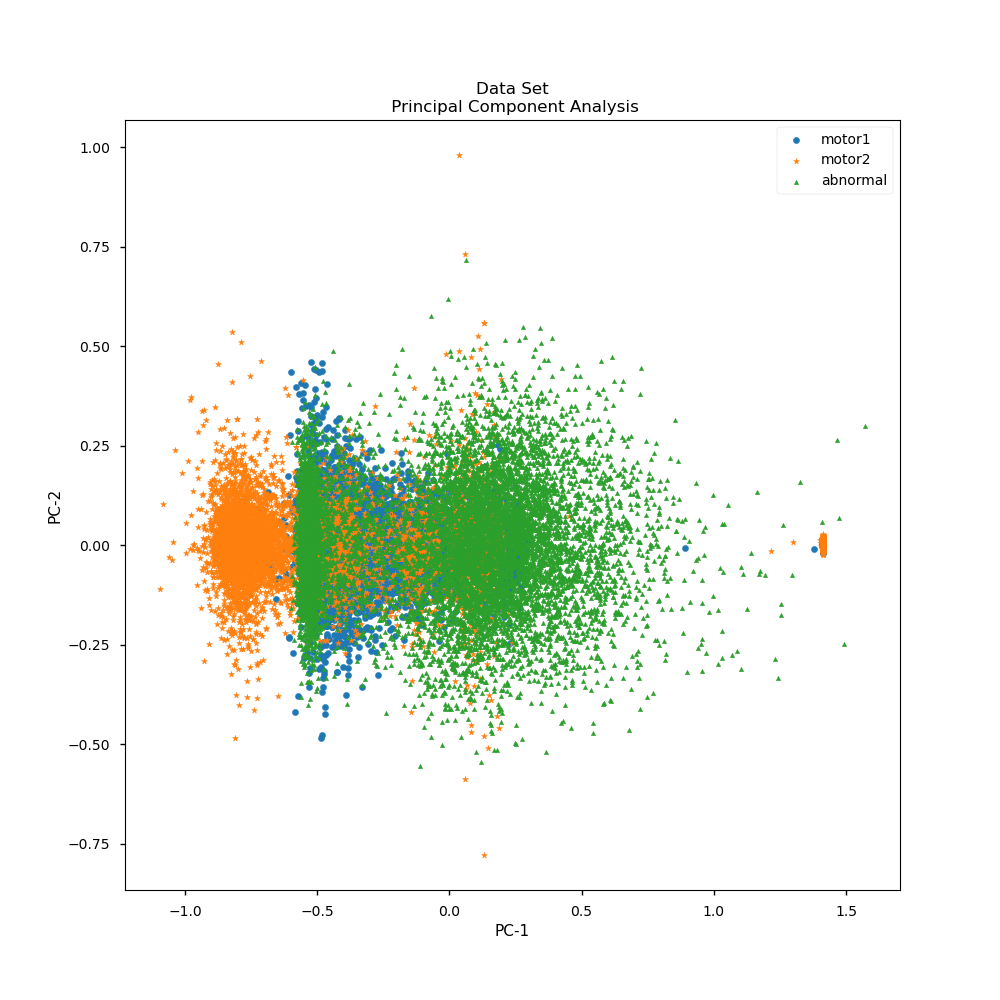 Data Set
Principal Component Analysis
motor1
motor2
abnormal
1.00
0.75
0.50
0.25
0.00
−0.25
−0.50
−0.75
PC-2
−1.0
−0.5
0.0
0.5
1.0
1.5
PC-1